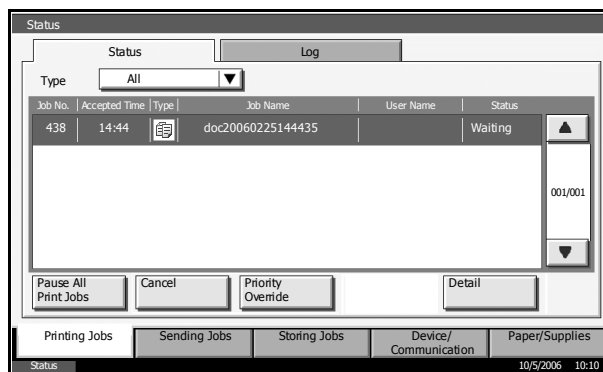 Status
Status Log
Type All
Job No. Accepted Time Type Job Name User Name Status
438 14:44 doc20060225144435 Waiting
001/001
Pause All
Print Jobs
Cancel
Priority
Override
Detail
Printing Jobs Sending Jobs Storing Jobs Device/
Communication Paper/Supplies
Status 10/5/2006 10:10